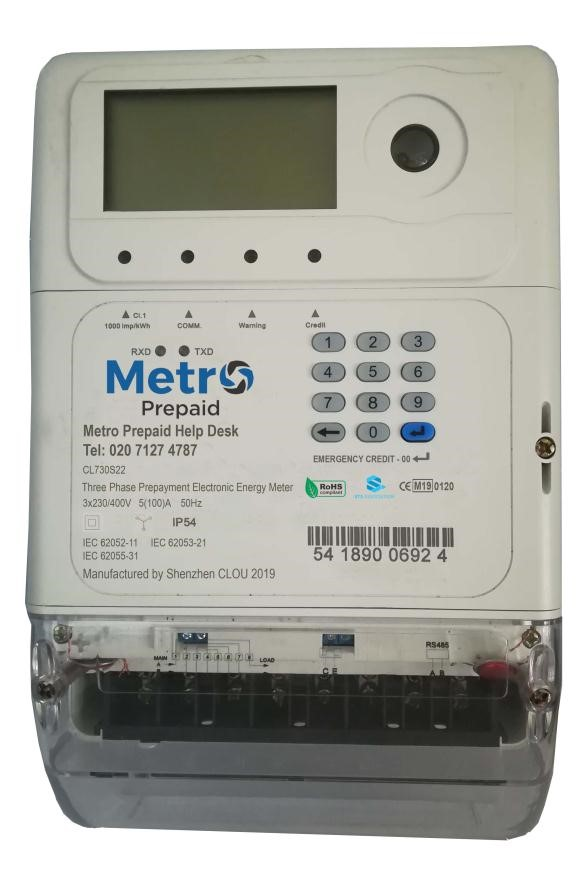 Cl.1
1000 imp/kWh COMM. Warning Credit
RXD TXD
Metro
Prepaid
Metro Prepaid Help Desk
Tel: 020 7127 4787
CL730S22
Three Phase Prepayment Electronic Energy Meter
3x230/400V 5(100)A 50Hz
IP54
IEC 62052-11 IEC 62053-21
IEC 62055-31
Manufactured by Shenzhen CLOU 2019
1 2 3
4 5 6
7 8 9
0
EMERGENCY CREDIT - 00
RoHS
compliant
S
STS ASSOCIATION
CE M19 0120
54 1890 0692 4
MAIN 1 2 3 4 5 6 7 8 LOAD
C E
RS485
A B